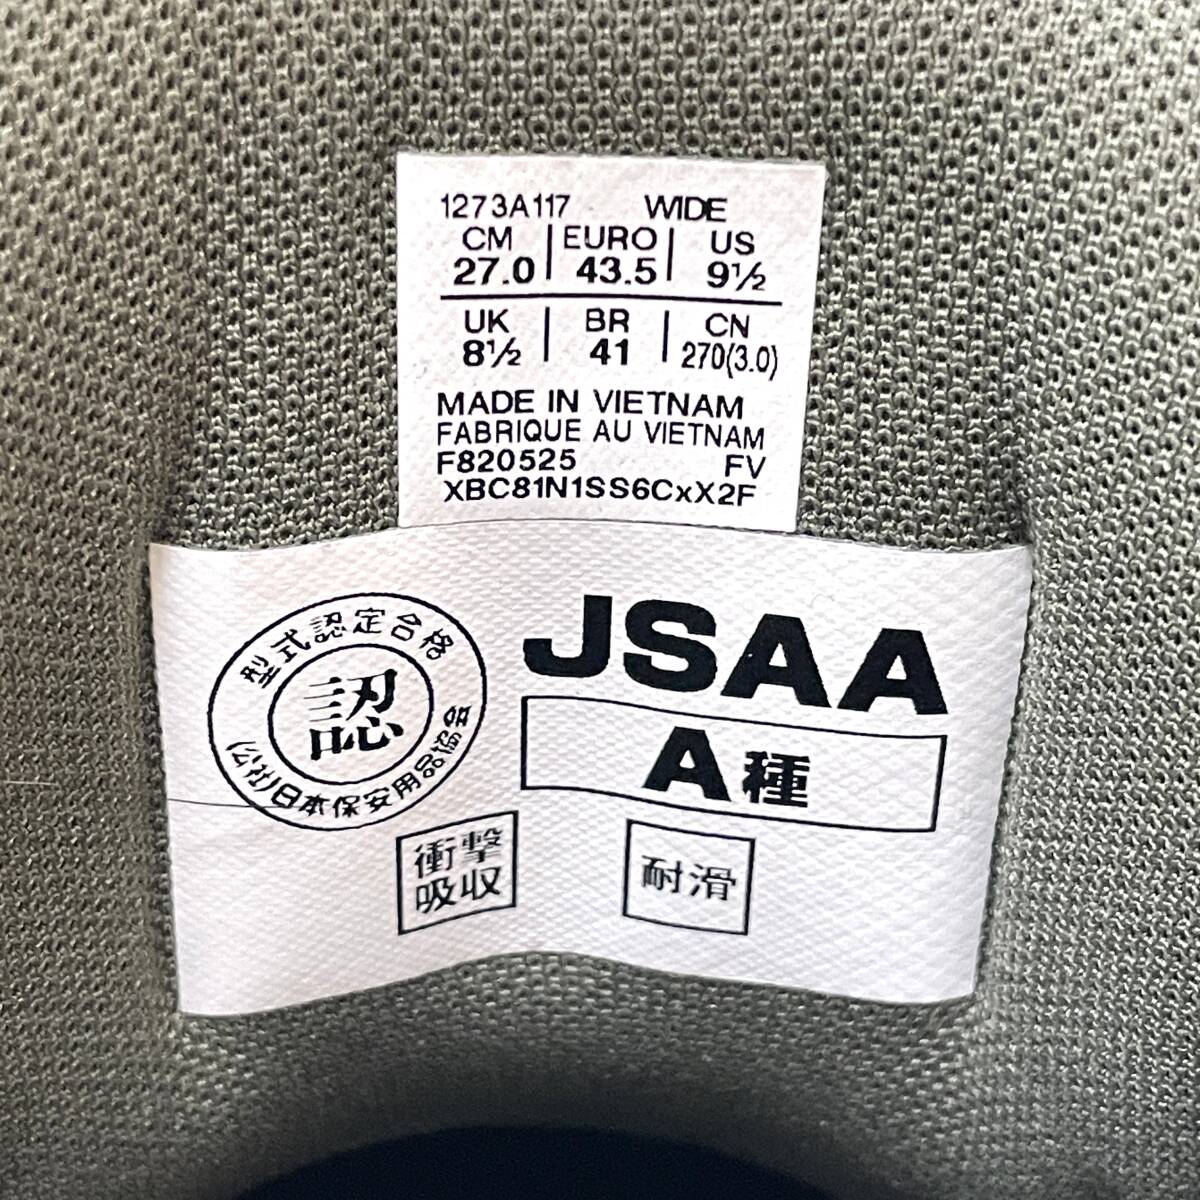 1273A117 WIDE
CM | EURO | US
27.0 | 43.5 | 9½
UK | BR | CN
8½ | 41 | 270(3.0)
MADE IN VIETNAM
FABRIQUE AU VIETNAM
F820525 FV
XBC81N1SS6CxX2F
型式認定合格
認
(公社)日本保安用品協会
JSAA
A種
衝撃
吸収
耐滑